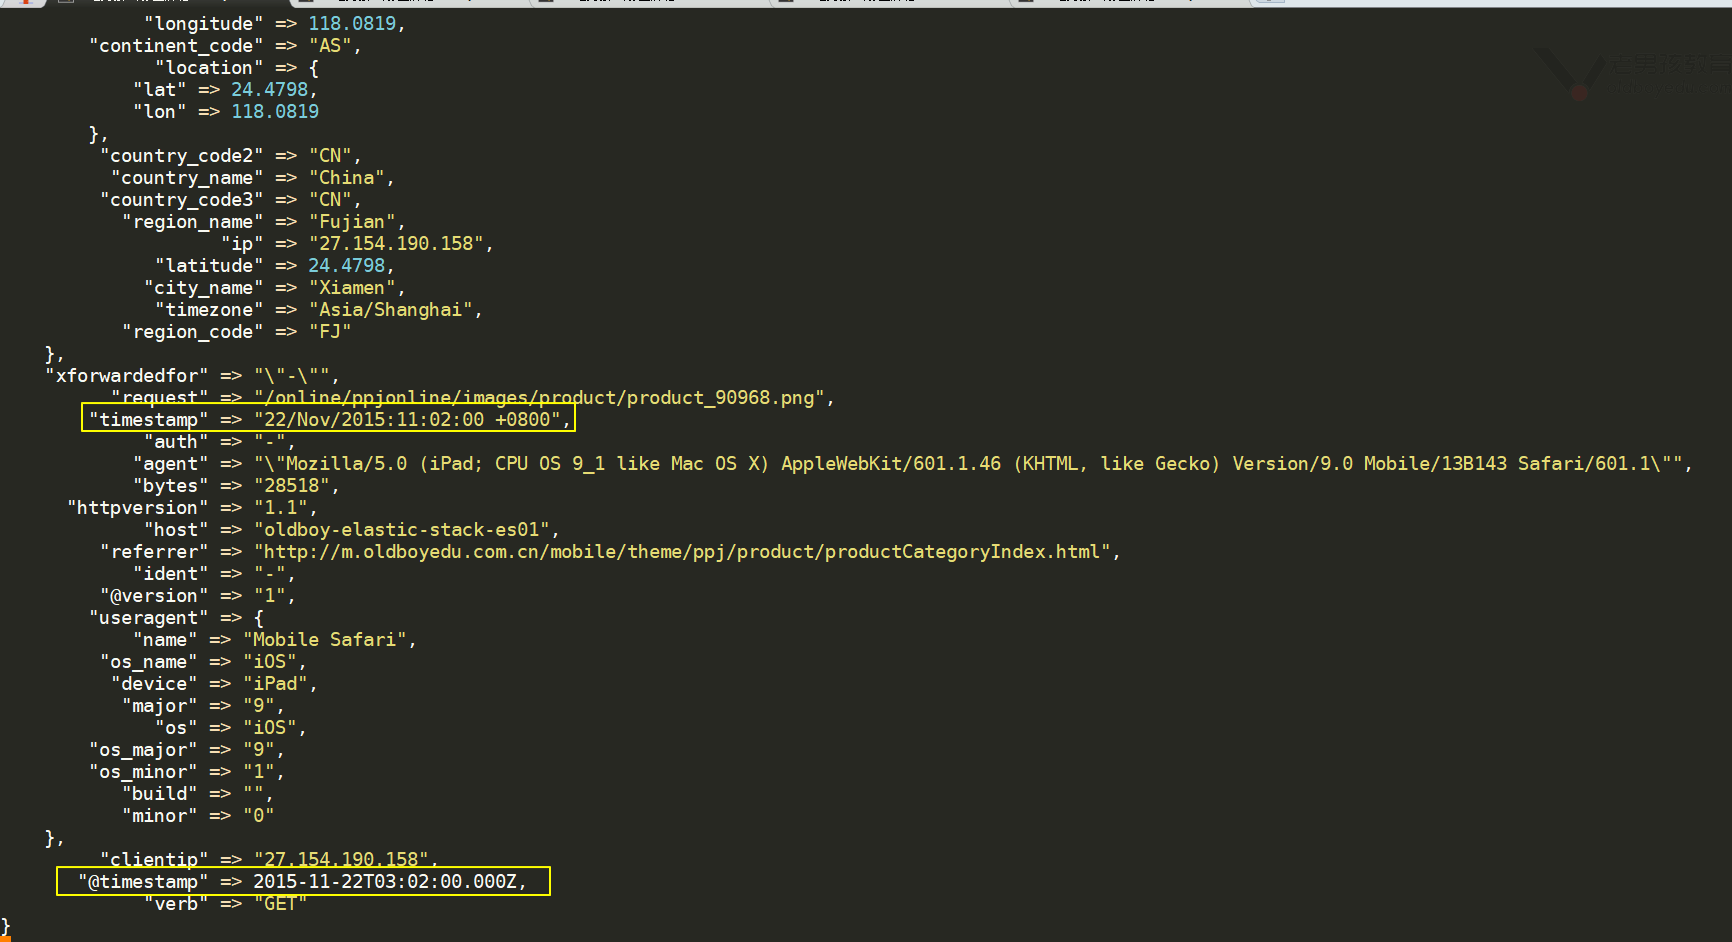 "longitude" => 118.0819,
"continent_code" => "AS",
"location" => {
"lat" => 24.4798,
"lon" => 118.0819
},
"country_code2" => "CN",
"country_name" => "China",
"country_code3" => "CN",
"region_name" => "Fujian",
"ip" => "27.154.190.158",
"latitude" => 24.4798,
"city_name" => "Xiamen",
"timezone" => "Asia/Shanghai",
"region_code" => "FJ"
},
"xforwardedfor" => "\"-\"",
"request" => "/online/ppjonline/images/product/product_90968.png",
"timestamp" => "22/Nov/2015:11:02:00 +0800",
"auth" => "-",
"agent" => "\"Mozilla/5.0 (iPad; CPU OS 9_1 like Mac OS X) AppleWebKit/601.1.46 (KHTML, like Gecko) Version/9.0 Mobile/13B143 Safari/601.1\"",
"bytes" => "28518",
"httpversion" => "1.1",
"host" => "oldboy-elastic-stack-es01",
"referrer" => "http://m.oldboyedu.com.cn/mobile/theme/ppj/product/productCategoryIndex.html",
"ident" => "-",
"@version" => "1",
"useragent" => {
"name" => "Mobile Safari",
"os_name" => "iOS",
"device" => "iPad",
"major" => "9",
"os" => "iOS",
"os_major" => "9",
"os_minor" => "1",
"build" => "",
"minor" => "0"
},
"clientip" => "27.154.190.158",
"@timestamp" => 2015-11-22T03:02:00.000Z,
"verb" => "GET"
}